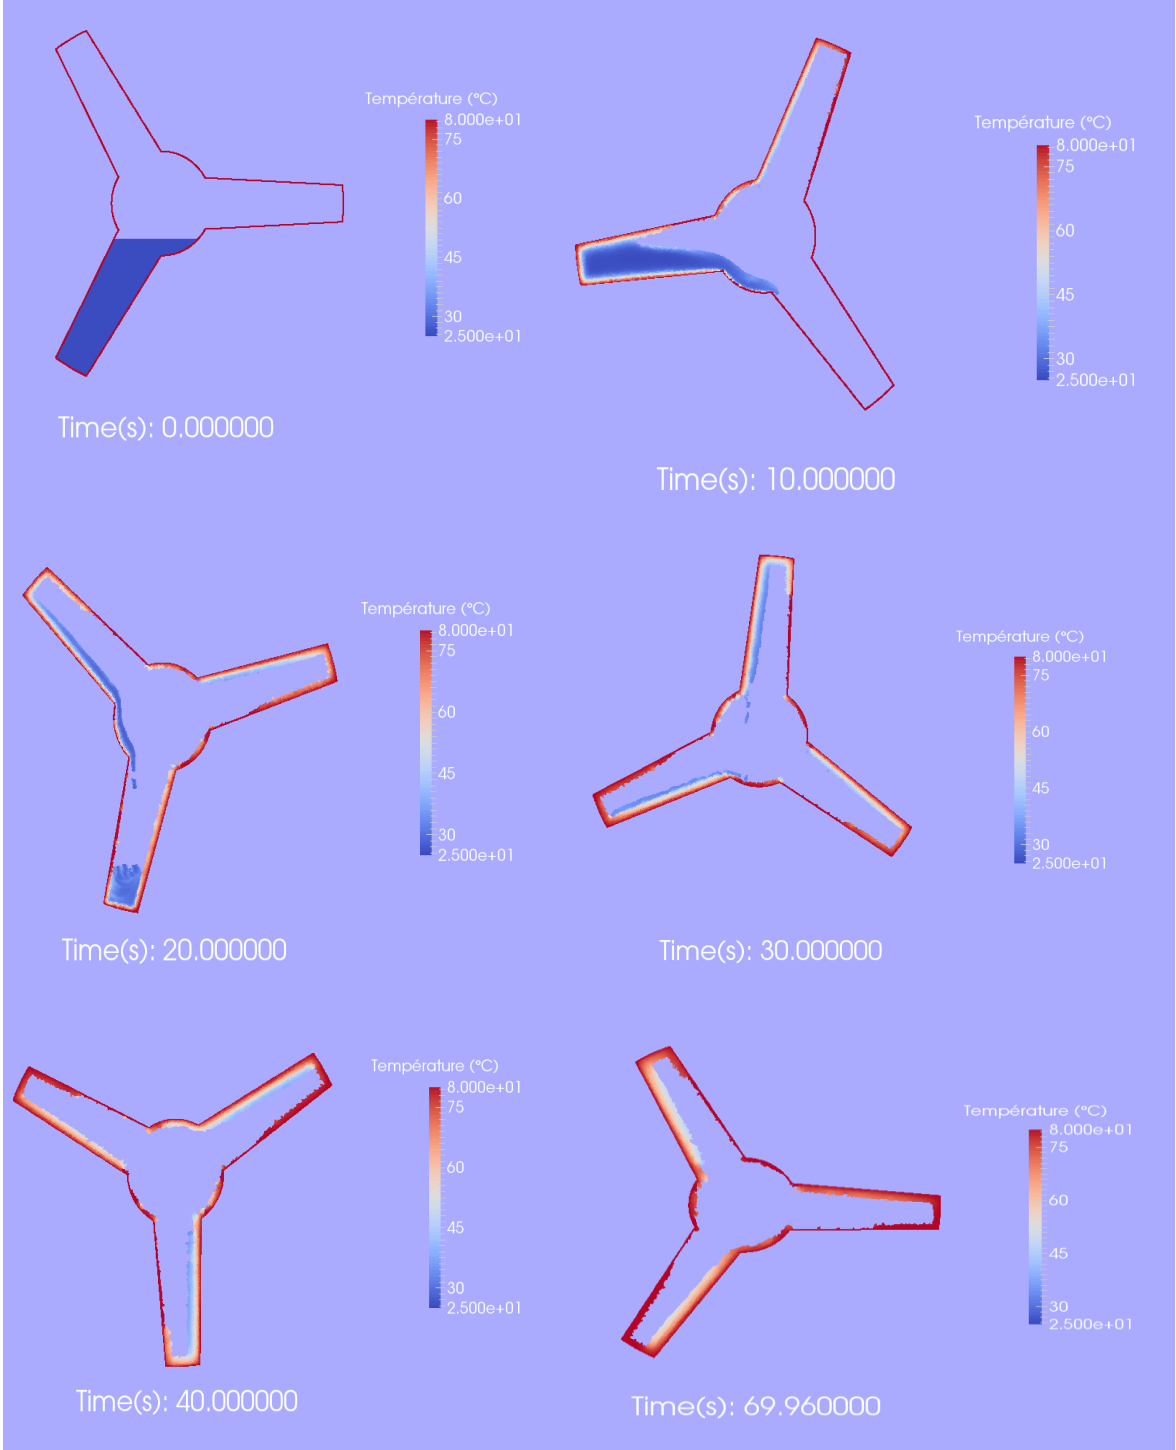 Température (°C)
8.000e+01
75
60
45
30
2.500e+01
Time(s): 0.000000
Température (°C)
8.000e+01
75
60
45
30
2.500e+01
Time(s): 10.000000
Température (°C)
8.000e+01
75
60
45
30
2.500e+01
Time(s): 20.000000
Température (°C)
8.000e+01
75
60
45
30
2.500e+01
Time(s): 30.000000
Température (°C)
8.000e+01
75
60
45
30
2.500e+01
Time(s): 40.000000
Température (°C)
8.000e+01
75
60
45
30
2.500e+01
Time(s): 69.960000